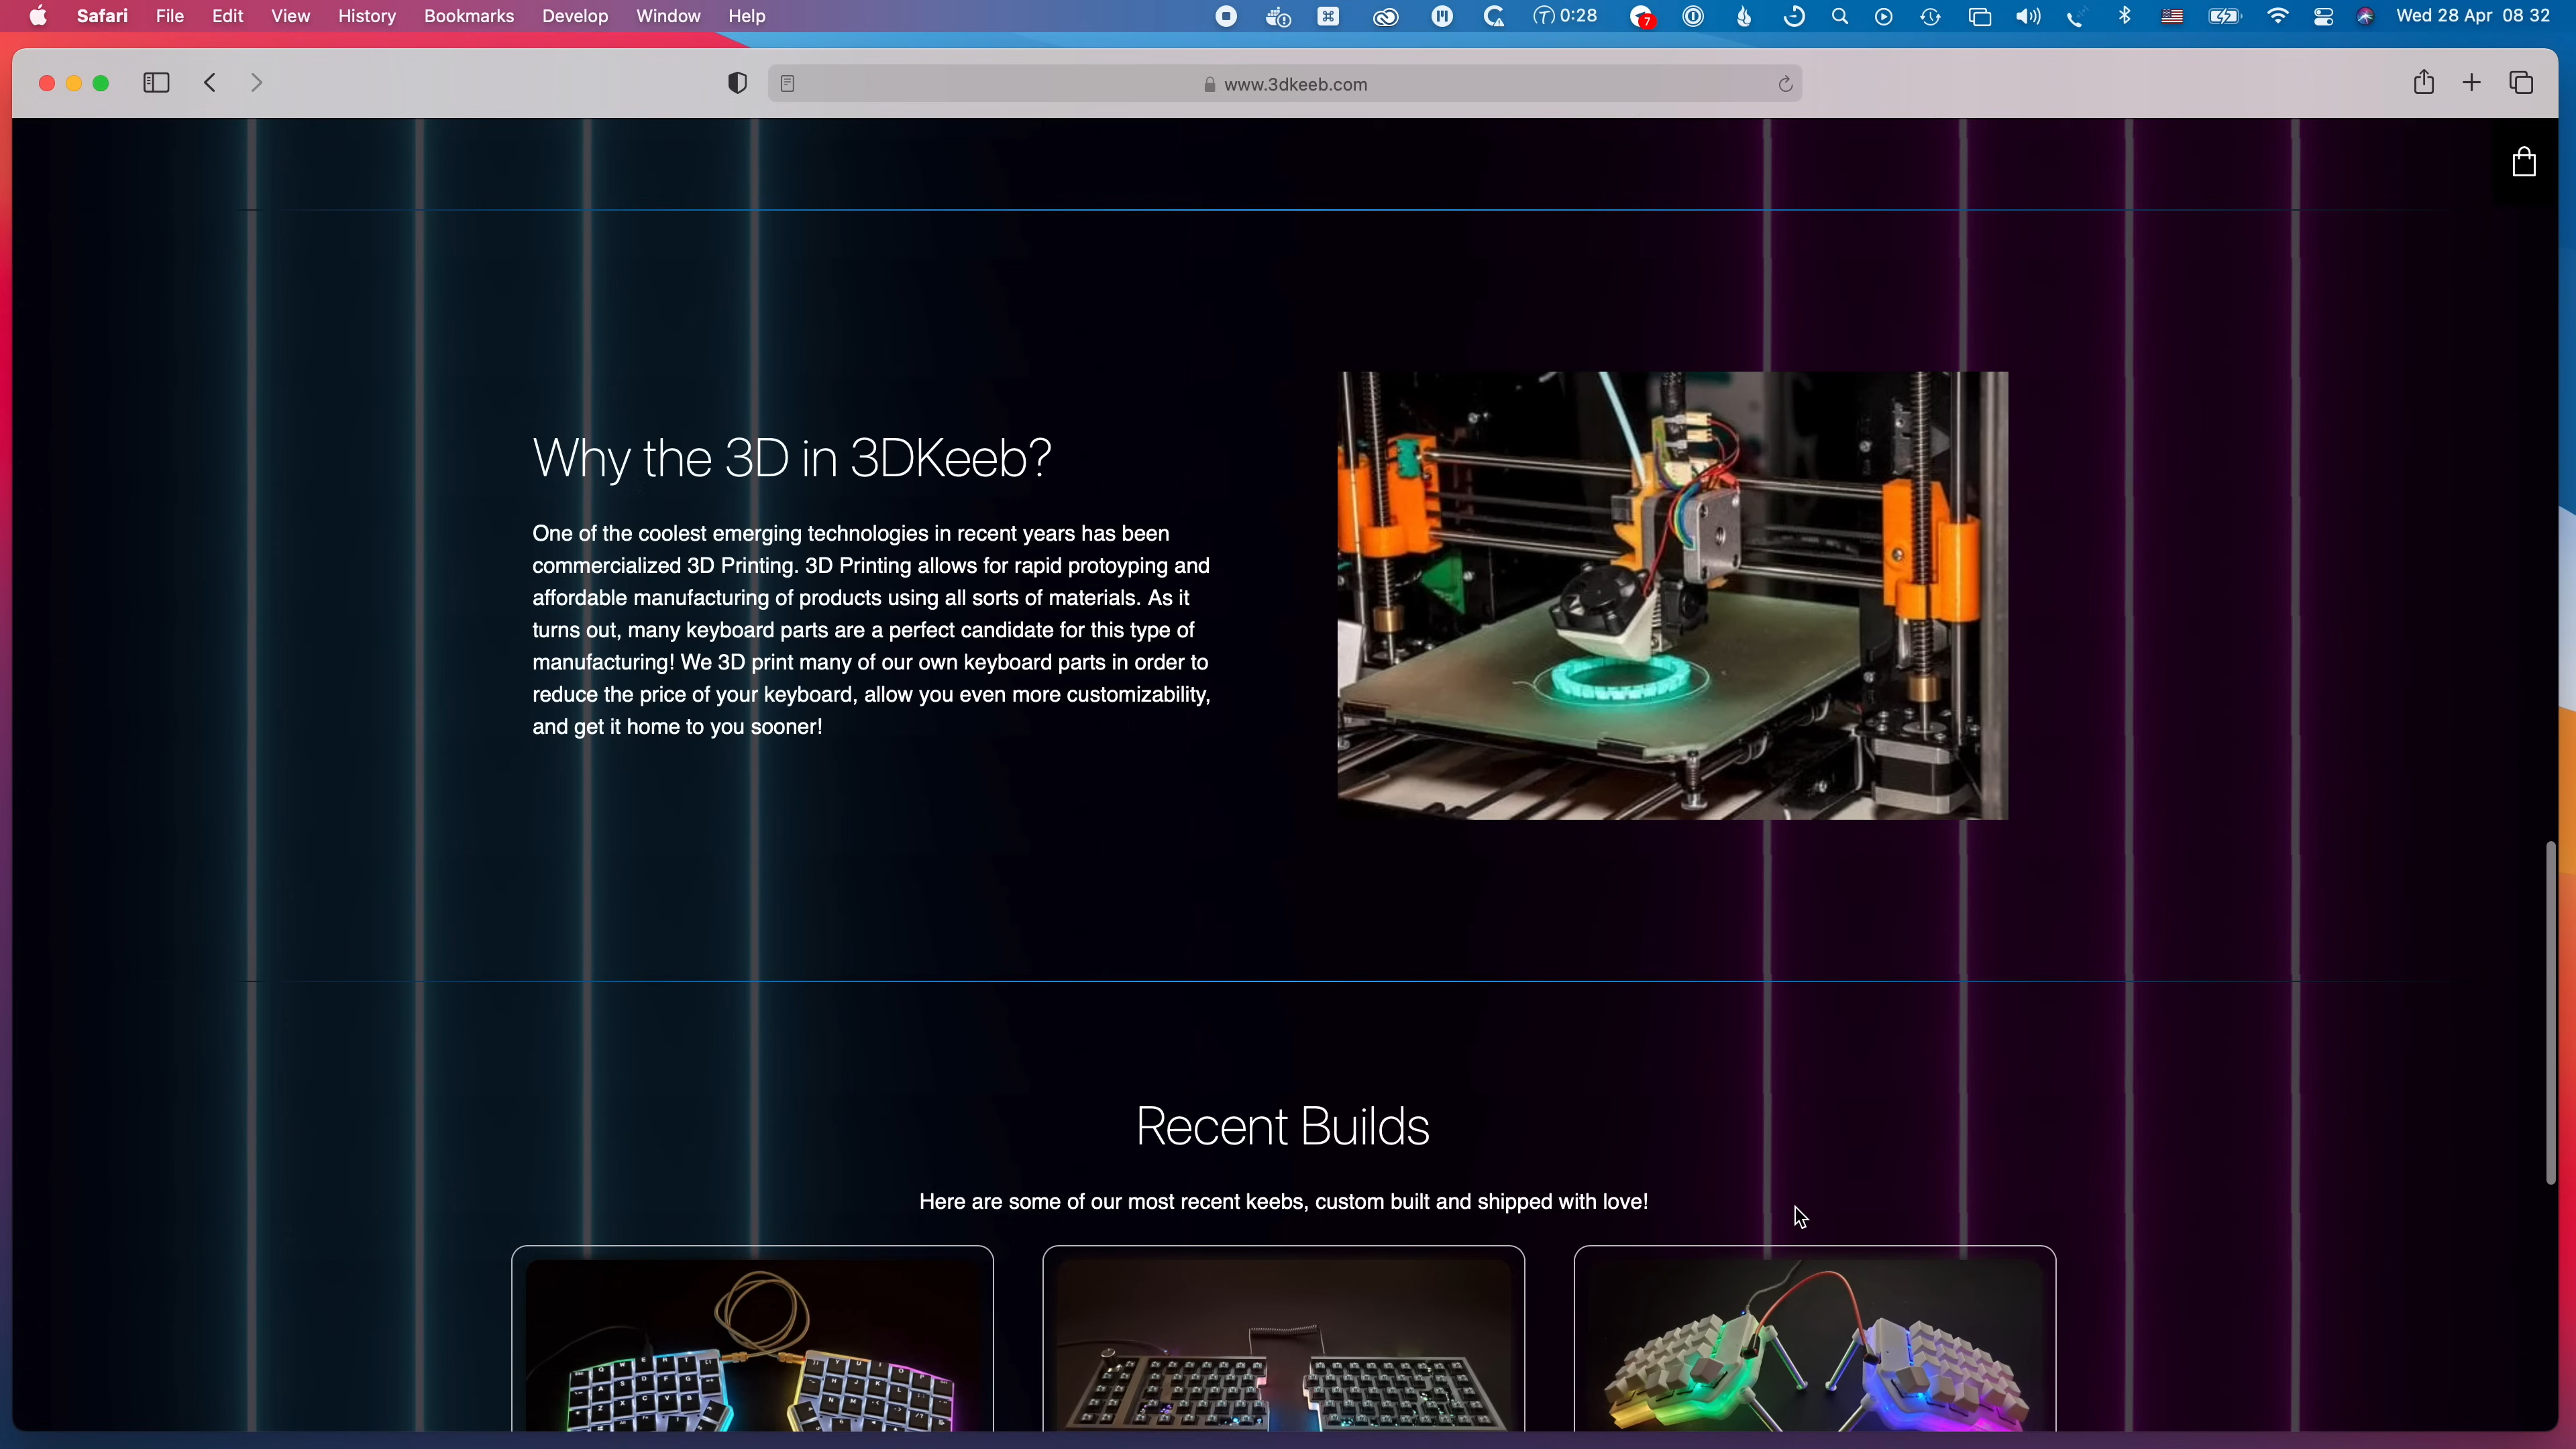 Safari File Edit View History Bookmarks Develop Window Help 0:28 7 Wed 28 Apr 08 32
www.3dkeeb.com
Why the 3D in 3DKeeb?
One of the coolest emerging technologies in recent years has been
commercialized 3D Printing. 3D Printing allows for rapid protoyping and
affordable manufacturing of products using all sorts of materials. As it
turns out, many keyboard parts are a perfect candidate for this type of
manufacturing! We 3D print many of our own keyboard parts in order to
reduce the price of your keyboard, allow you even more customizability,
and get it home to you sooner!
Recent Builds
Here are some of our most recent keebs, custom built and shipped with love!